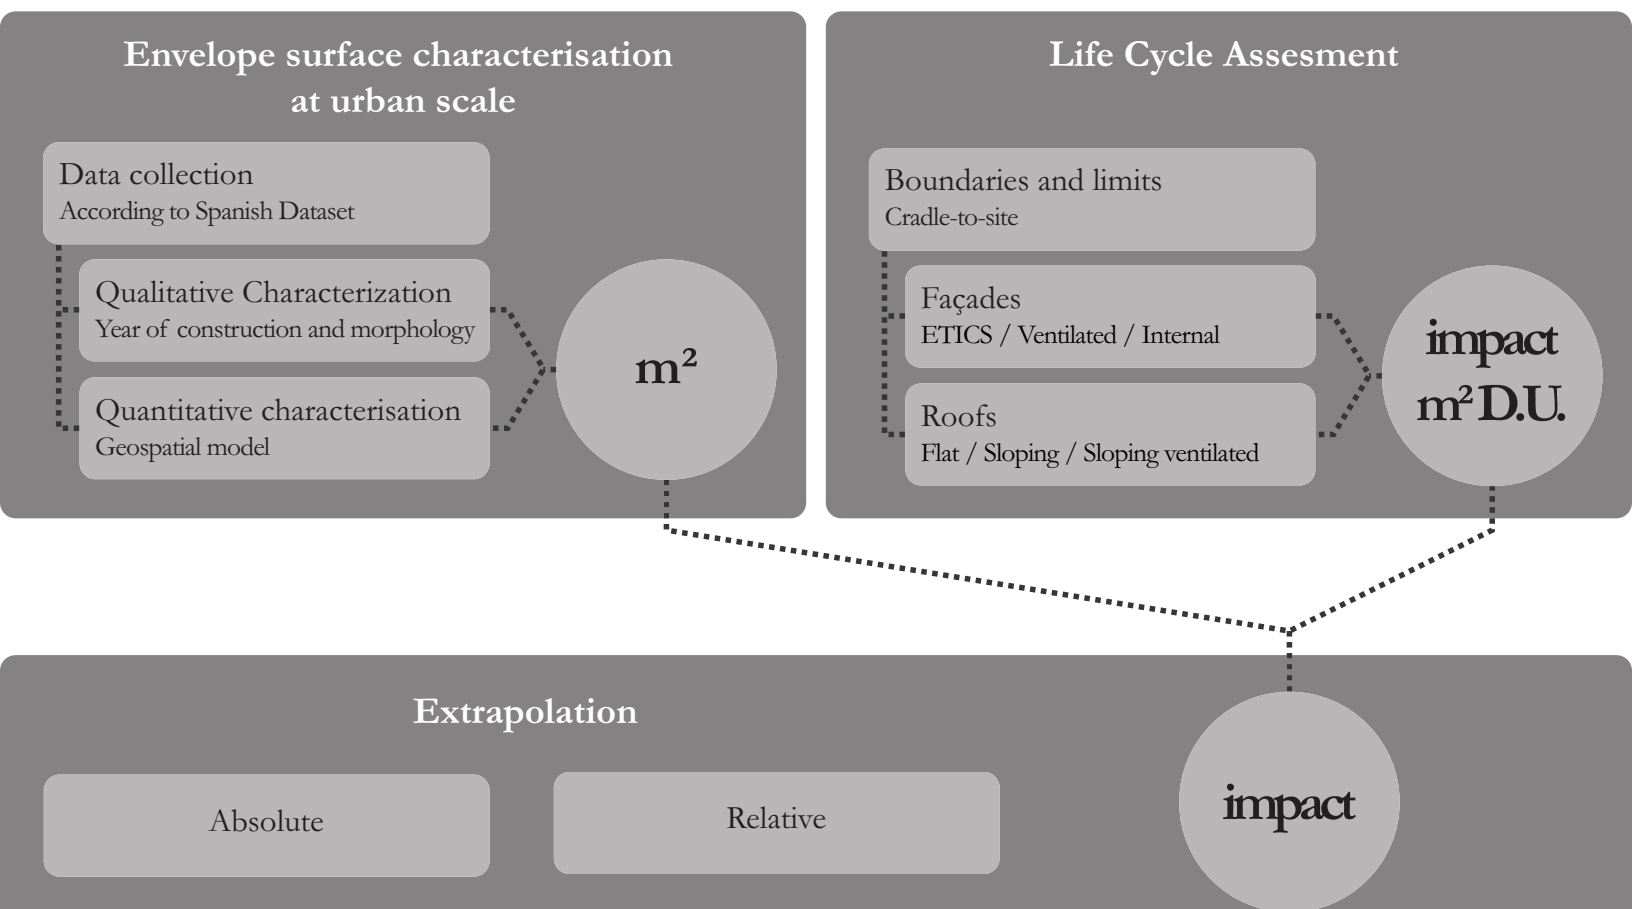 Envelope surface characterisation
at urban scale
Data collection
According to Spanish Dataset
Qualitative Characterization
Year of construction and morphology
Quantitative characterisation
Geospatial model
m²
Life Cycle Assesment
Boundaries and limits
Cradle-to-site
Façades
ETICS / Ventilated / Internal
Roofs
Flat / Sloping / Sloping ventilated
impact
m² D.U.
Extrapolation
Absolute
Relative
impact